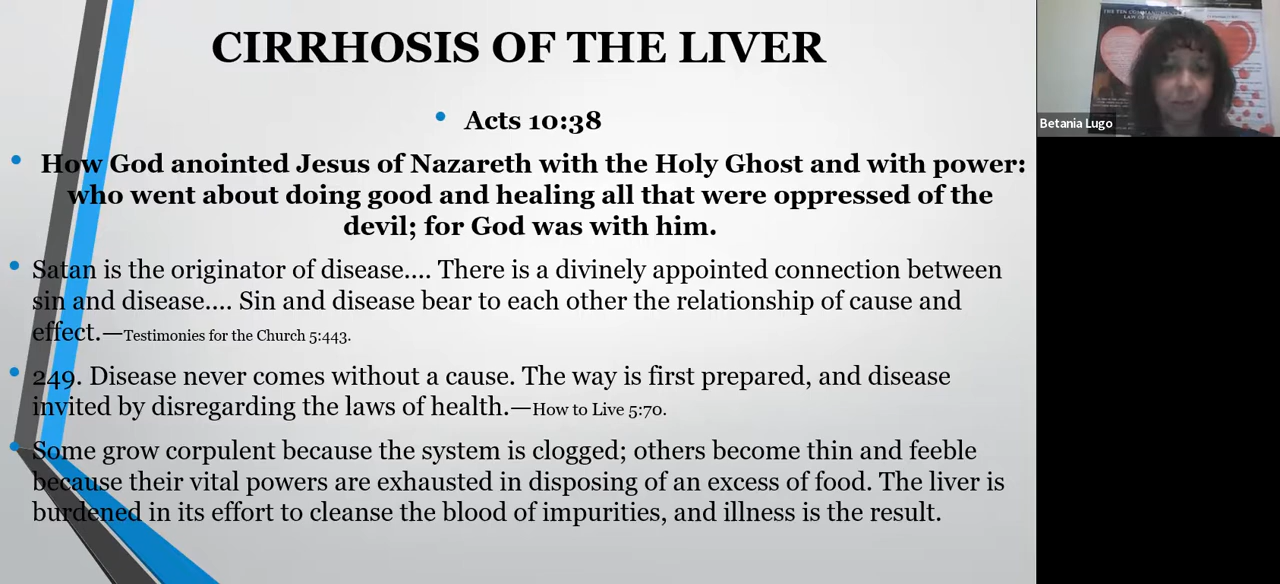 CIRRHOSIS OF THE LIVER
• Acts 10:38
• How God anointed Jesus of Nazareth with the Holy Ghost and with power:
who went about doing good and healing all that were oppressed of the
devil; for God was with him.
• Satan is the originator of disease.... There is a divinely appointed connection between
sin and disease.... Sin and disease bear to each other the relationship of cause and
effect.—Testimonies for the Church 5:443.
• 249. Disease never comes without a cause. The way is first prepared, and disease
invited by disregarding the laws of health.—How to Live 5:70.
• Some grow corpulent because the system is clogged; others become thin and feeble
because their vital powers are exhausted in disposing of an excess of food. The liver is
burdened in its effort to cleanse the blood of impurities, and illness is the result.
THE TEN COMMANDMENTS
LAW OF LOVE
Betania Lugo